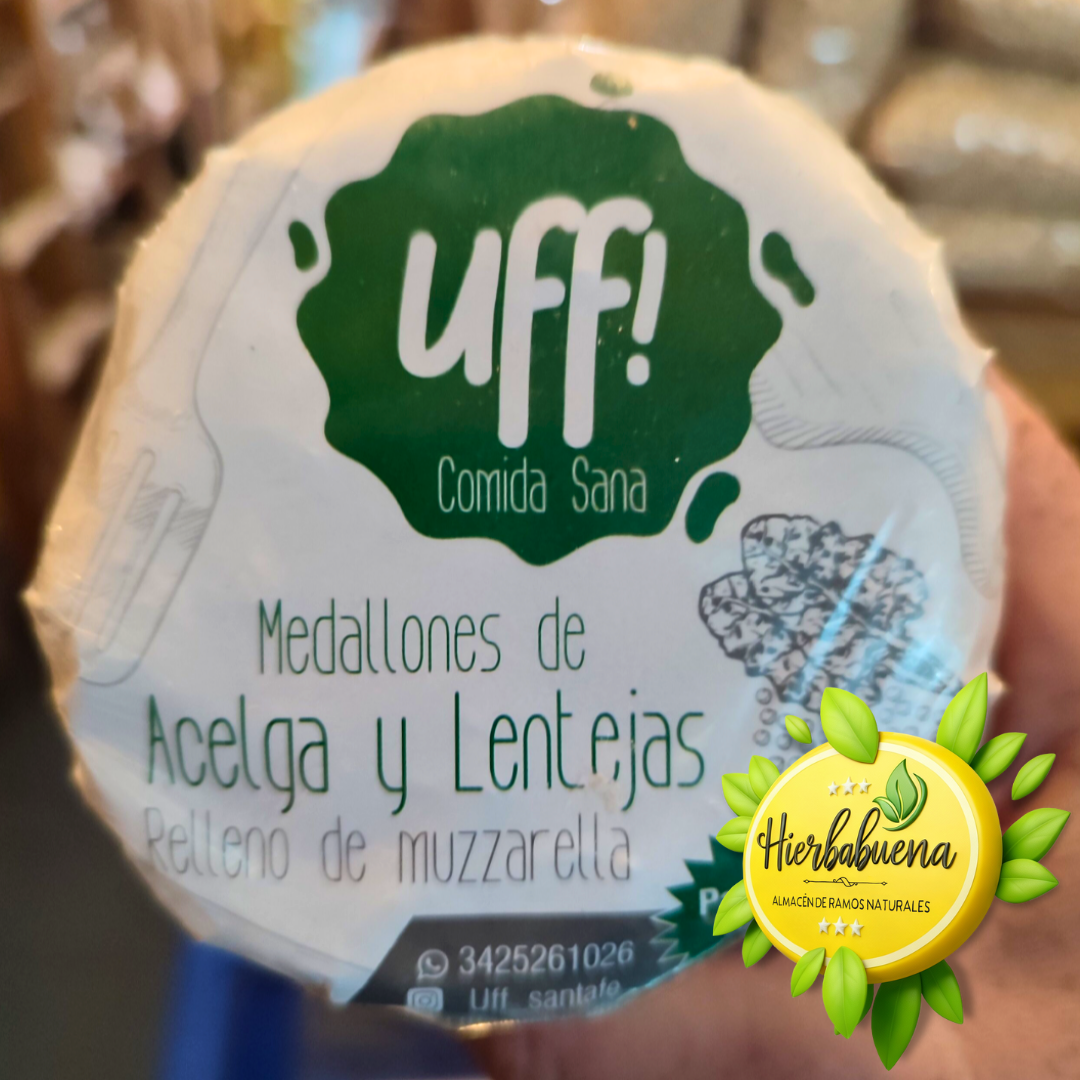 uff!
Comida Sana
Medallones de
Acelga y Lentejas
Relleno de muzzarella
3425261026
Uff_santafe
Hierbabuena
ALMACÉN DE RAMOS NATURALES